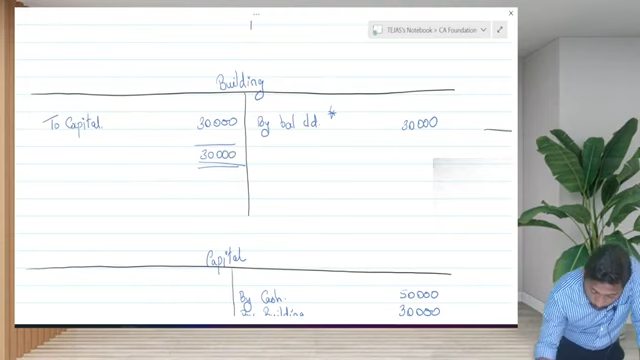 TEJAS's Notebook > CA Foundation
Building
To Capital 30000 By bal d.d. 30000
30000
Capital
By Cash. 50000
By Building 30000